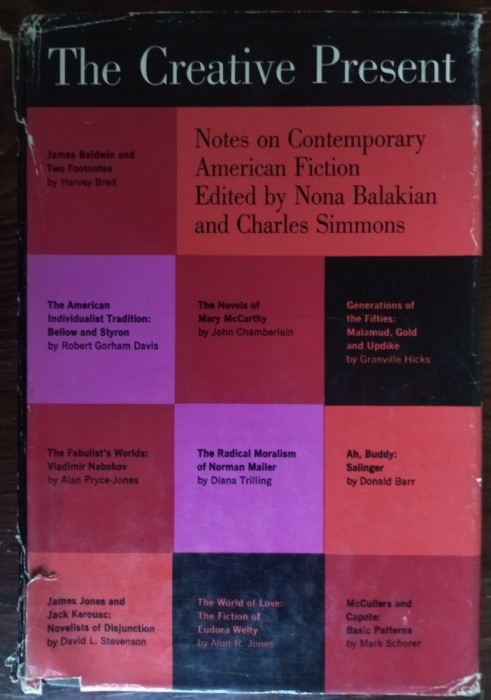 The Creative Present
James Baldwin and
Two Footnotes
by Harvey Breit
Notes on Contemporary
American Fiction
Edited by Nona Balakian
and Charles Simmons
The American
Individualist Tradition:
Bellow and Styron
by Robert Gorham Davis
The Novels of
Mary McCarthy
by John Chamberlain
Generations of
the Fifties:
Malamud, Gold
and Updike
by Granville Hicks
The Fabulist's Worlds:
Vladimir Nabokov
by Alan Pryce-Jones
The Radical Moralism
of Norman Mailer
by Diana Trilling
Ah, Buddy:
Salinger
by Donald Barr
James Jones and
Jack Kerouac:
Novelists of Disjunction
by David L. Stevenson
The World of Love:
The Fiction of
Eudora Welty
by Alun R. Jones
McCullers and
Capote:
Basic Patterns
by Mark Schorer